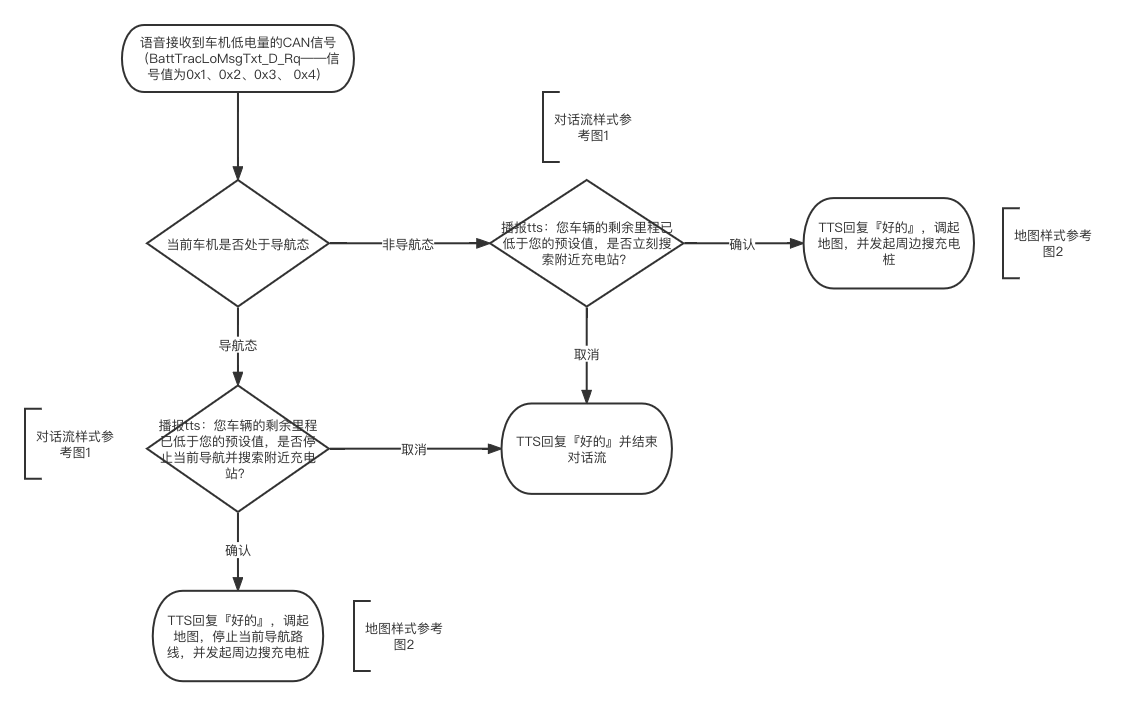 语音接收到车机低电量的CAN信号
（BattTracLoMsgTxt_D_Rq——信
号值为0x1、0x2、0x3、 0x4）
对话流样式参
考图1
当前车机是否处于导航态
非导航态
播报tts：您车辆的剩余里程已
低于您的预设值，是否立刻搜
索附近充电站？
确认
TTS回复『好的』，调起
地图，并发起周边搜充电
桩
地图样式参考
图2
导航态
取消
对话流样式参
考图1
播报tts：您车辆的剩余里程
已低于您的预设值，是否停
止当前导航并搜索附近充电
站？
取消
TTS回复『好的』并结束
对话流
确认
TTS回复『好的』，调起
地图，停止当前导航路
线，并发起周边搜充电桩
地图样式参考
图2